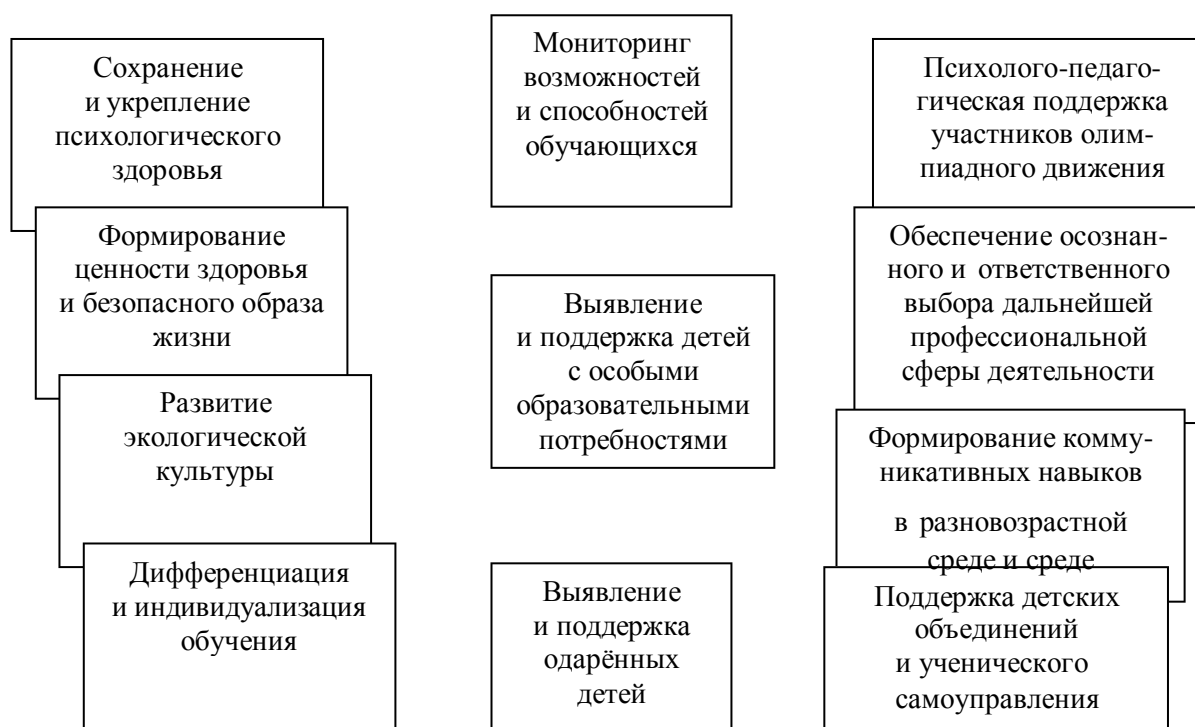 Сохранение
и укрепление
психологического
здоровья
Формирование
ценности здоровья
и безопасного образа
жизни
Развитие
экологической
культуры
Дифференциация
и индивидуализация
обучения
Мониторинг
возможностей
и способностей
обучающихся
Выявление
и поддержка детей
с особыми
образовательными
потребностями
Выявление
и поддержка
одарённых
детей
Психолого-педаго-
гическая поддержка
участников олим-
пиадного движения
Обеспечение осознан-
ного и ответственного
выбора дальнейшей
профессиональной
сферы деятельности
Формирование комму-
никативных навыков
в разновозрастной
среде и среде
Поддержка детских
объединений
и ученического
самоуправления